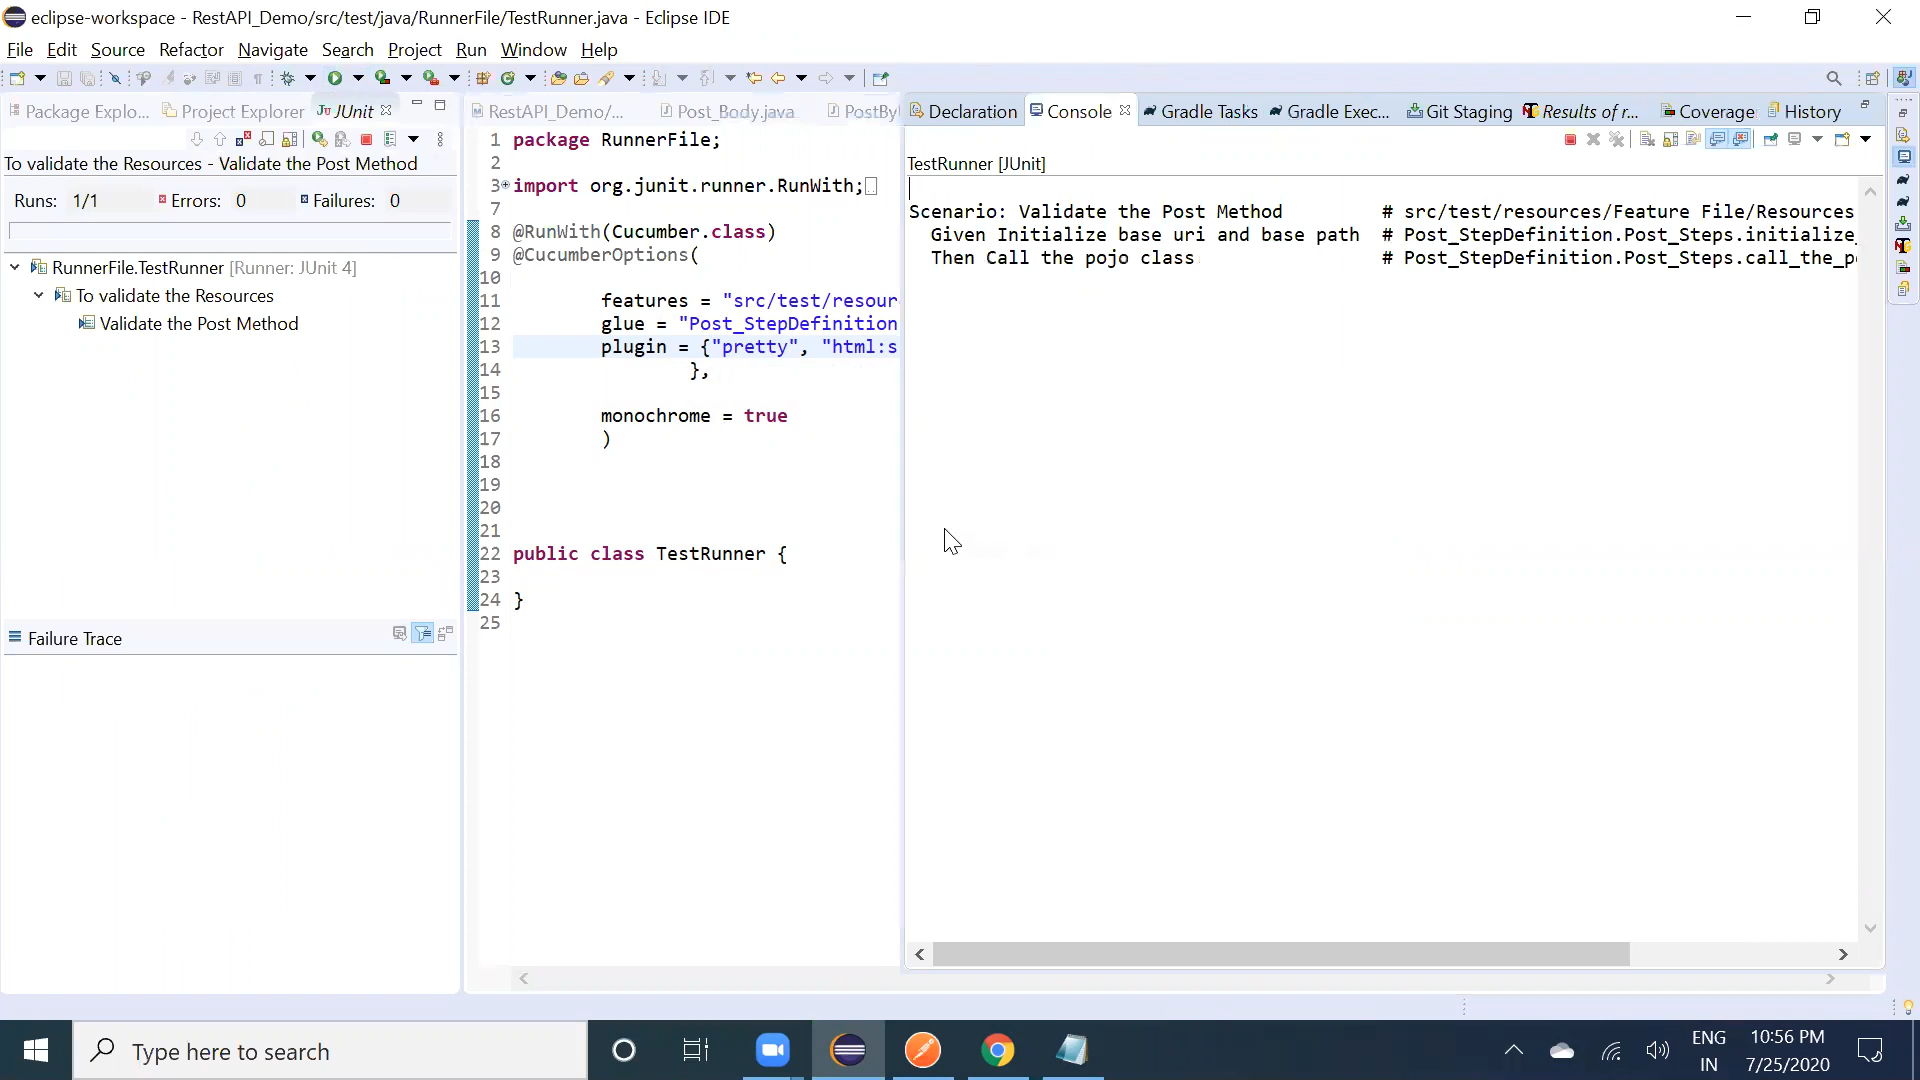 eclipse-workspace - RestAPI_Demo/src/test/java/RunnerFile/TestRunner.java - Eclipse IDE
File Edit Source Refactor Navigate Search Project Run Window Help
Package Explo... Project Explorer JUnit
RestAPI_Demo/... Post_Body.java PostBy
Declaration Console Gradle Tasks Gradle Exec... Git Staging Results of r... Coverage History
To validate the Resources - Validate the Post Method
Runs: 1/1 Errors: 0 Failures: 0
RunnerFile.TestRunner [Runner: JUnit 4]
To validate the Resources
Validate the Post Method
Failure Trace
1 package RunnerFile;
2
3 import org.junit.runner.RunWith;
7
8 @RunWith(Cucumber.class)
9 @CucumberOptions(
10
11 features = "src/test/resour
12 glue = "Post_StepDefinition
13 plugin = {"pretty", "html:s
14 },
15
16 monochrome = true
17 )
18
19
20
21
22 public class TestRunner {
23
24 }
25
TestRunner [JUnit]
Scenario: Validate the Post Method # src/test/resources/Feature File/Resources
Given Initialize base uri and base path # Post_StepDefinition.Post_Steps.initialize_
Then Call the pojo class # Post_StepDefinition.Post_Steps.call_the_p
Type here to search
ENG
IN
10:56 PM
7/25/2020